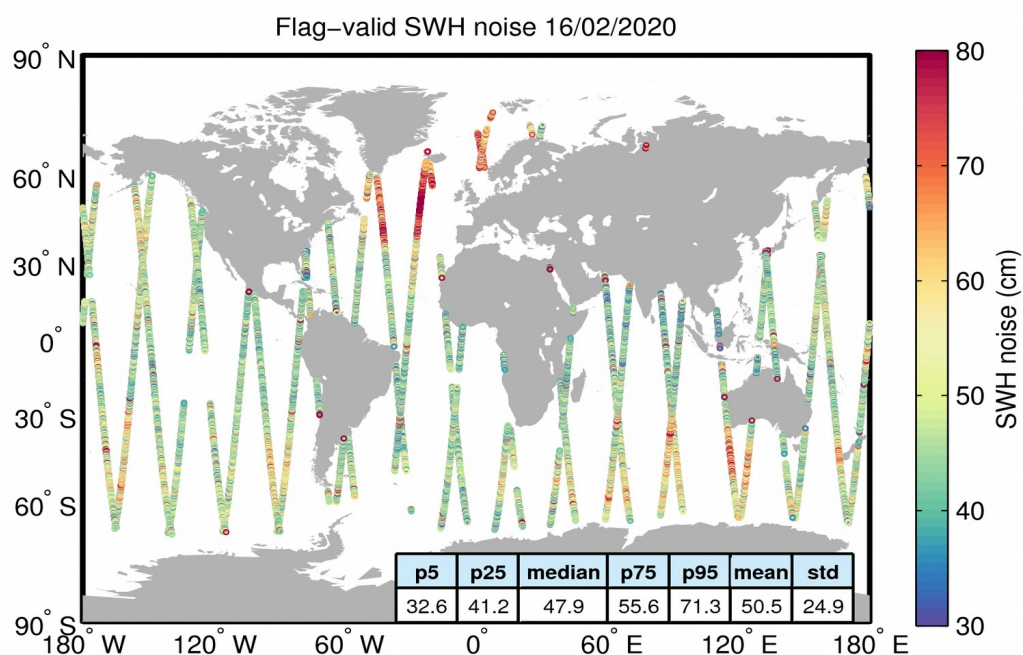 Flag−valid SWH noise 16/02/2020
90° N
60° N
30° N
0°
30° S
60° S
90° S
180° W
120° W
60° W
0°
60° E
120° E
180° E
80
70
60
50
40
30
SWH noise (cm)
p5 p25 median p75 p95 mean std
32.6 41.2 47.9 55.6 71.3 50.5 24.9